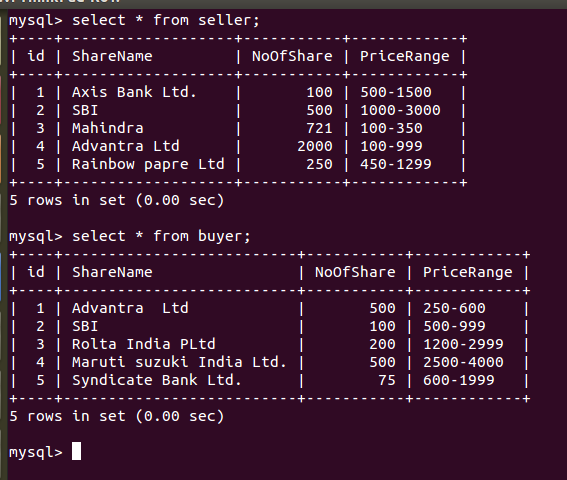 mysql> select * from seller;
+----+-------------------+-----------+------------+
| id | ShareName         | NoOfShare | PriceRange |
+----+-------------------+-----------+------------+
|  1 | Axis Bank Ltd.    |       100 | 500-1500   |
|  2 | SBI               |       500 | 1000-3000  |
|  3 | Mahindra          |       721 | 100-350    |
|  4 | Advantra Ltd      |      2000 | 100-999    |
|  5 | Rainbow papre Ltd |       250 | 450-1299   |
+----+-------------------+-----------+------------+
5 rows in set (0.00 sec)
mysql> select * from buyer;
+----+--------------------------+-----------+------------+
| id | ShareName                | NoOfShare | PriceRange |
+----+--------------------------+-----------+------------+
|  1 | Advantra  Ltd            |       500 | 250-600    |
|  2 | SBI                      |       100 | 500-999    |
|  3 | Rolta India PLtd         |       200 | 1200-2999  |
|  4 | Maruti suzuki India Ltd. |       500 | 2500-4000  |
|  5 | Syndicate Bank Ltd.      |        75 | 600-1999   |
+----+--------------------------+-----------+------------+
5 rows in set (0.00 sec)
mysql>